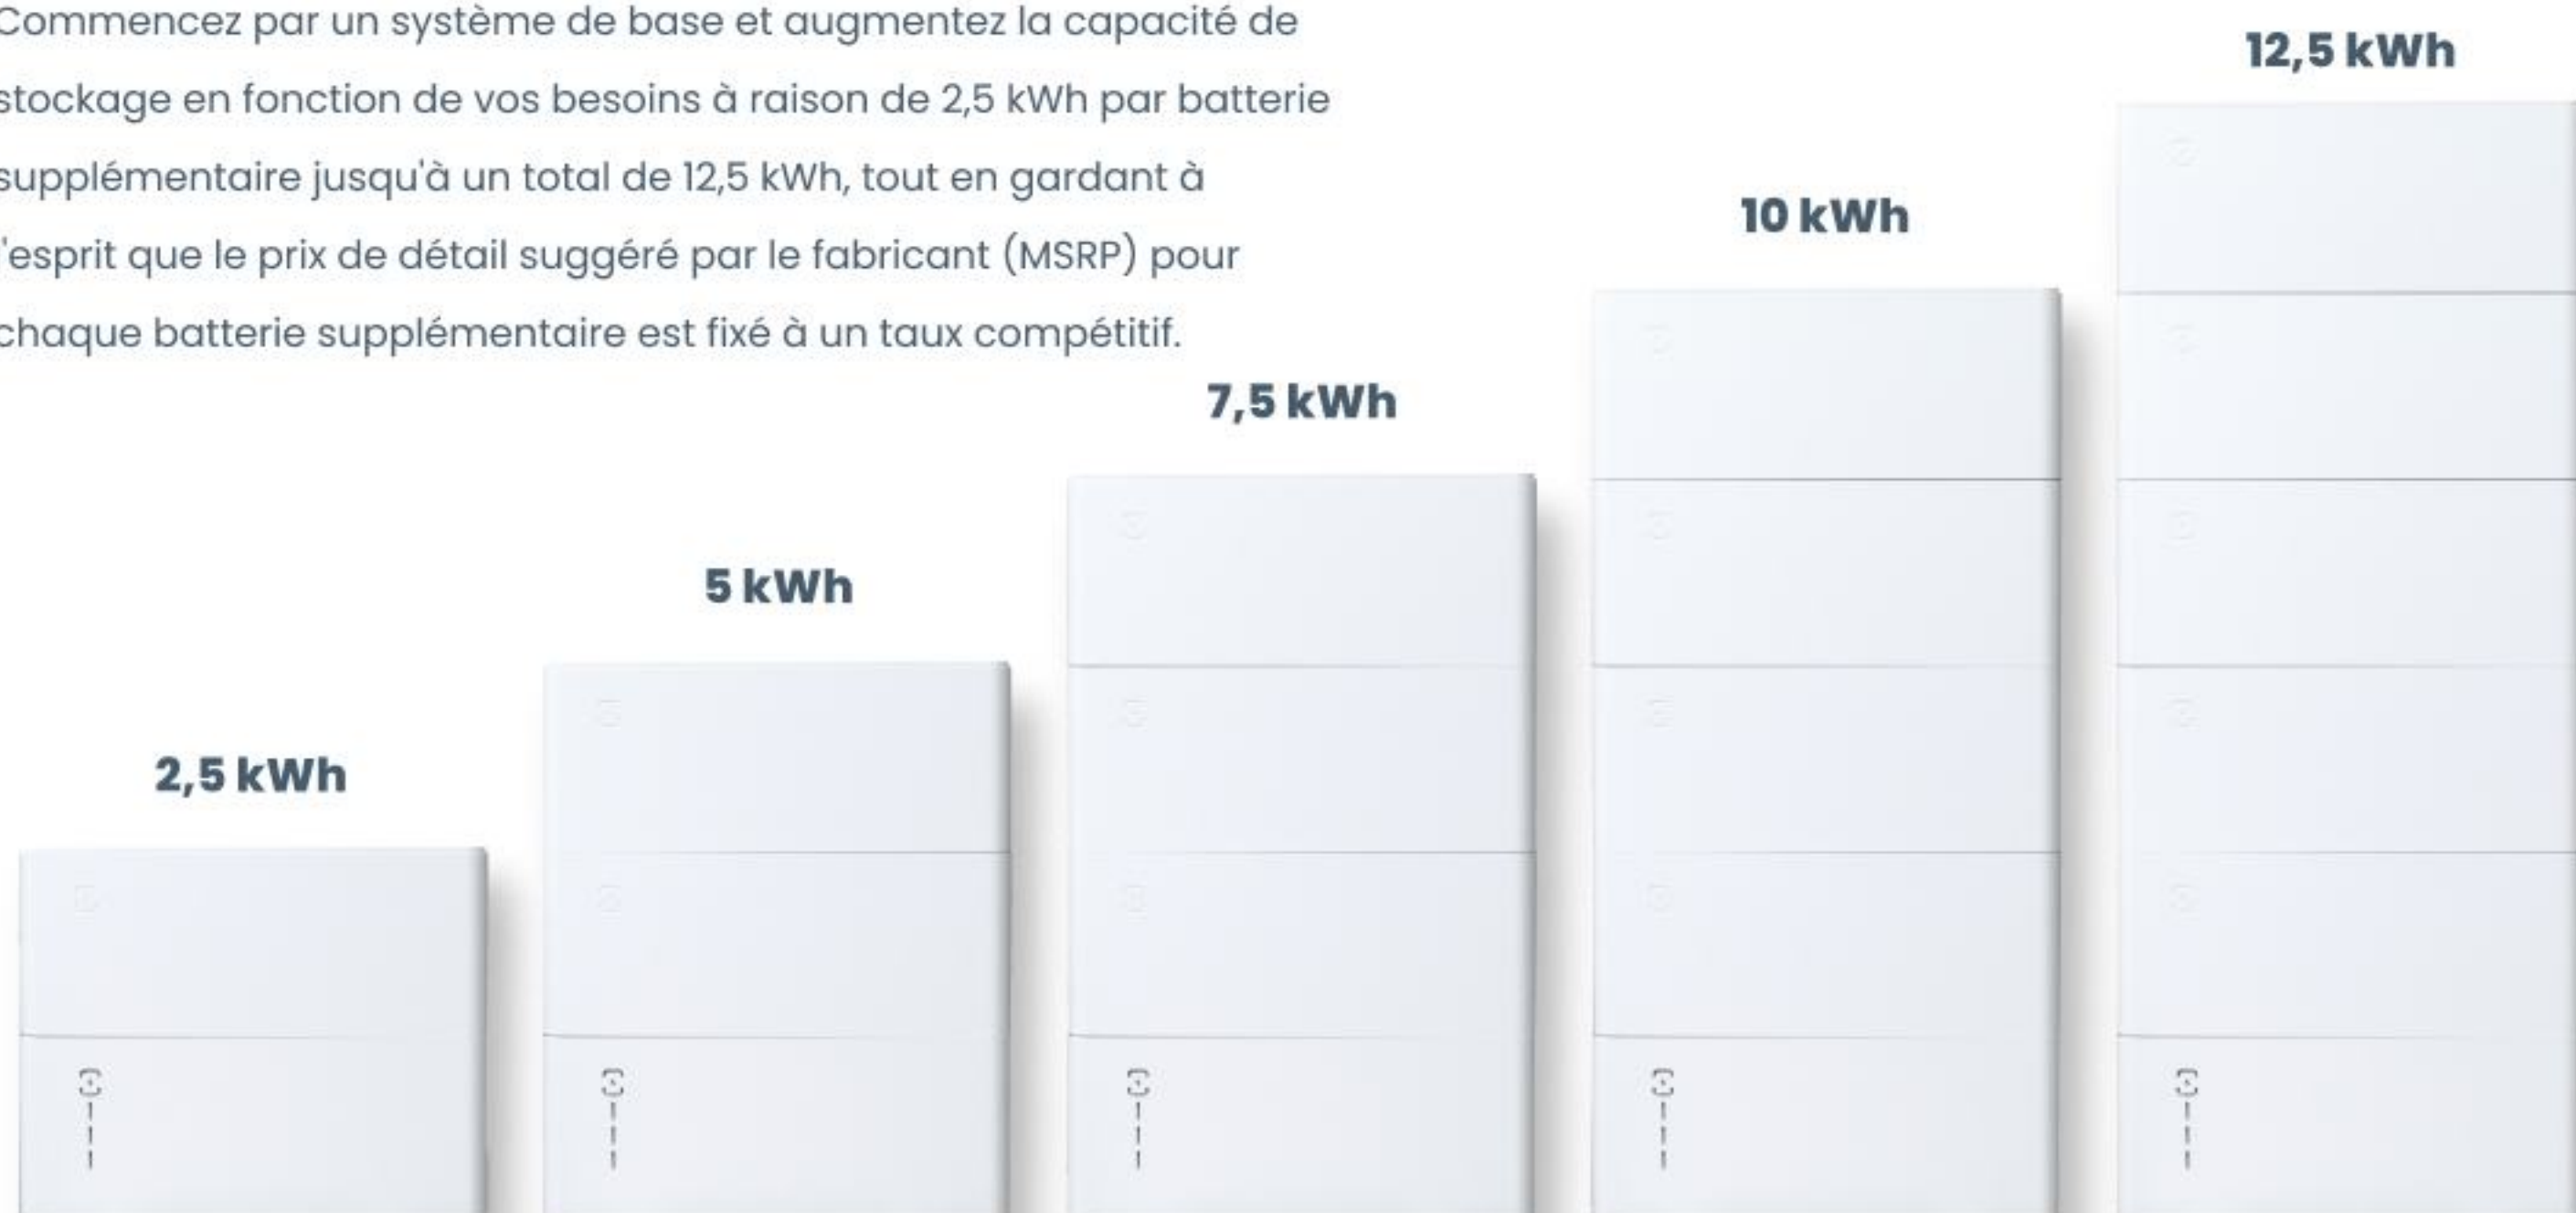 Commencez par un système de base et augmentez la capacité de
stockage en fonction de vos besoins à raison de 2,5 kWh par batterie
supplémentaire jusqu'à un total de 12,5 kWh, tout en gardant à
l'esprit que le prix de détail suggéré par le fabricant (MSRP) pour
chaque batterie supplémentaire est fixé à un taux compétitif.
2,5 kWh
5 kWh
7,5 kWh
10 kWh
12,5 kWh